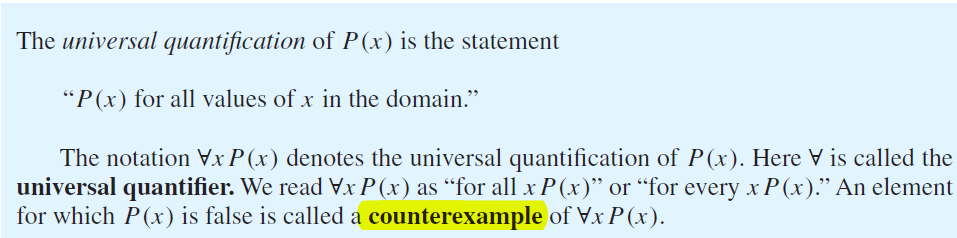 The universal quantification of P(x) is the statement
“P(x) for all values of x in the domain.”
The notation ∀x P(x) denotes the universal quantification of P(x). Here ∀ is called the
universal quantifier. We read ∀x P(x) as “for all x P(x)” or “for every x P(x).” An element
for which P(x) is false is called a counterexample of ∀x P(x).